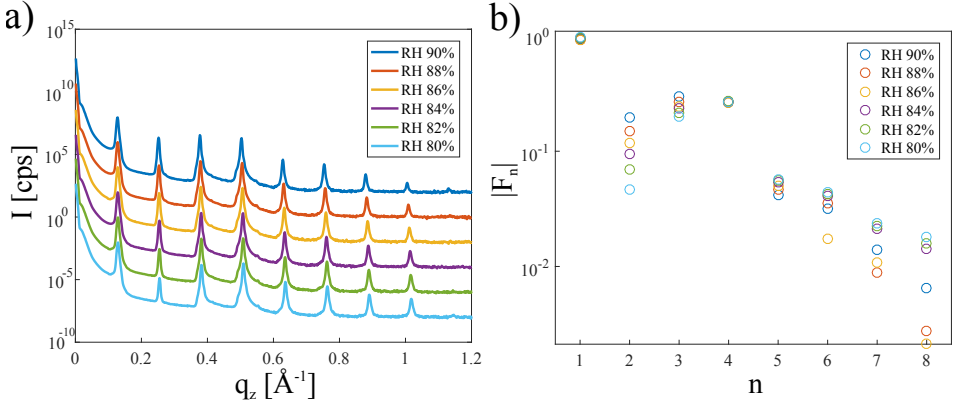 a)
I [cps]
10^15
10^10
10^5
10^0
10^-5
10^-10
0
0.2
0.4
0.6
0.8
1
1.2
q_z [Å^-1]
RH 90%
RH 88%
RH 86%
RH 84%
RH 82%
RH 80%
b)
|F_n|
10^0
10^-1
10^-2
1
2
3
4
5
6
7
8
n
RH 90%
RH 88%
RH 86%
RH 84%
RH 82%
RH 80%